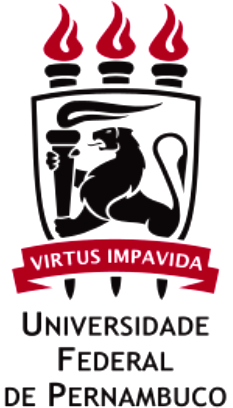 VIRTUS IMPAVIDA
UNIVERSIDADE
FEDERAL
DE PERNAMBUCO